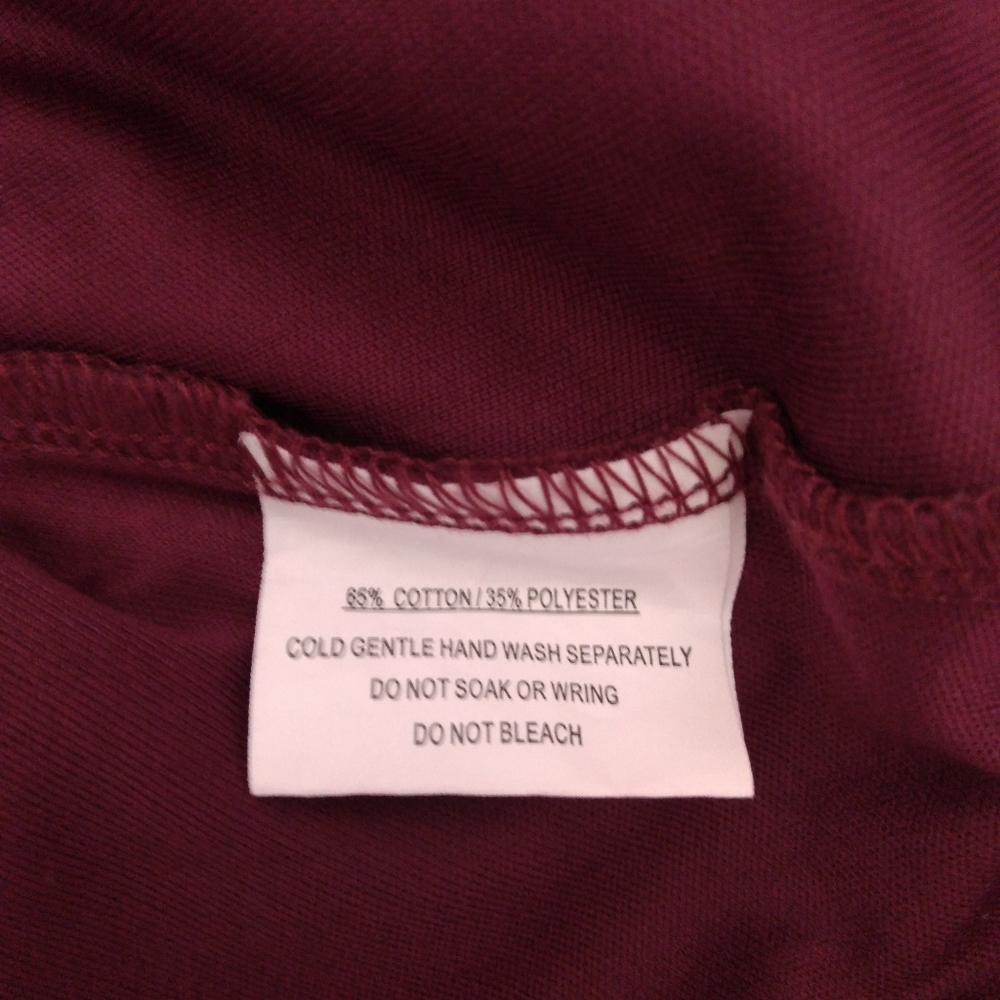 65% COTTON / 35% POLYESTER
COLD GENTLE HAND WASH SEPARATELY
DO NOT SOAK OR WRING
DO NOT BLEACH